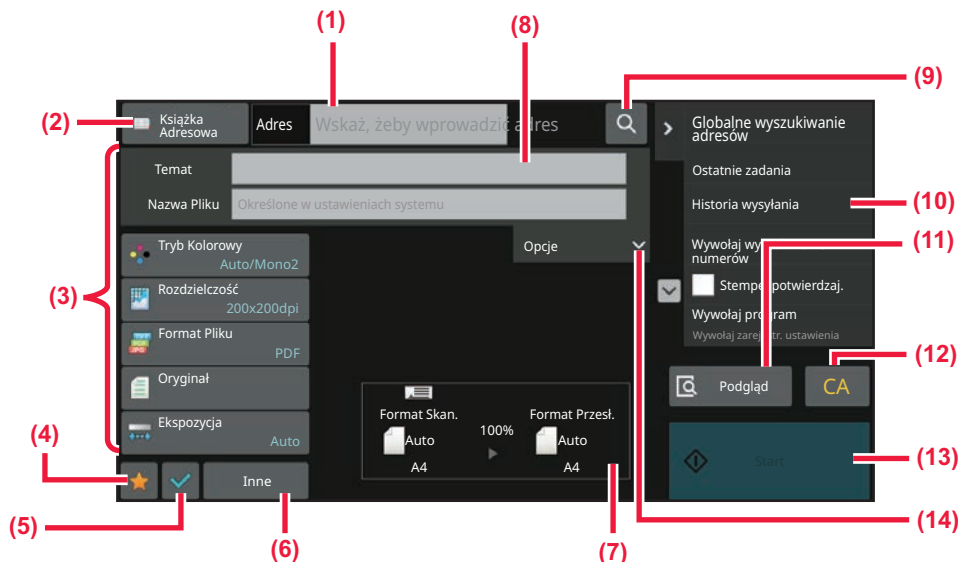 (1)
(8)
(9)
(2)
Książka
Adresowa
Adres
Wskaż, żeby wprowadzić adres
Globalne wyszukiwanie
adresów
(3)
Temat
Nazwa Pliku
Określone w ustawieniach systemu
Ostatnie zadania
Historia wysyłania
(10)
(11)
Opcje
Wywołaj wy
numerów
Tryb Kolorowy
Auto/Mono2
Rozdzielczość
200x200dpi
Stempel potwierdzaj.
Format Pliku
PDF
Wywołaj program
Wywołaj zarejestr. ustawienia
(12)
Oryginał
Podgląd
CA
Ekspozycja
Auto
Format Skan.
Auto
A4
100%
Format Przesł.
Auto
A4
(4)
Inne
Start
(13)
(5)
(6)
(7)
(14)